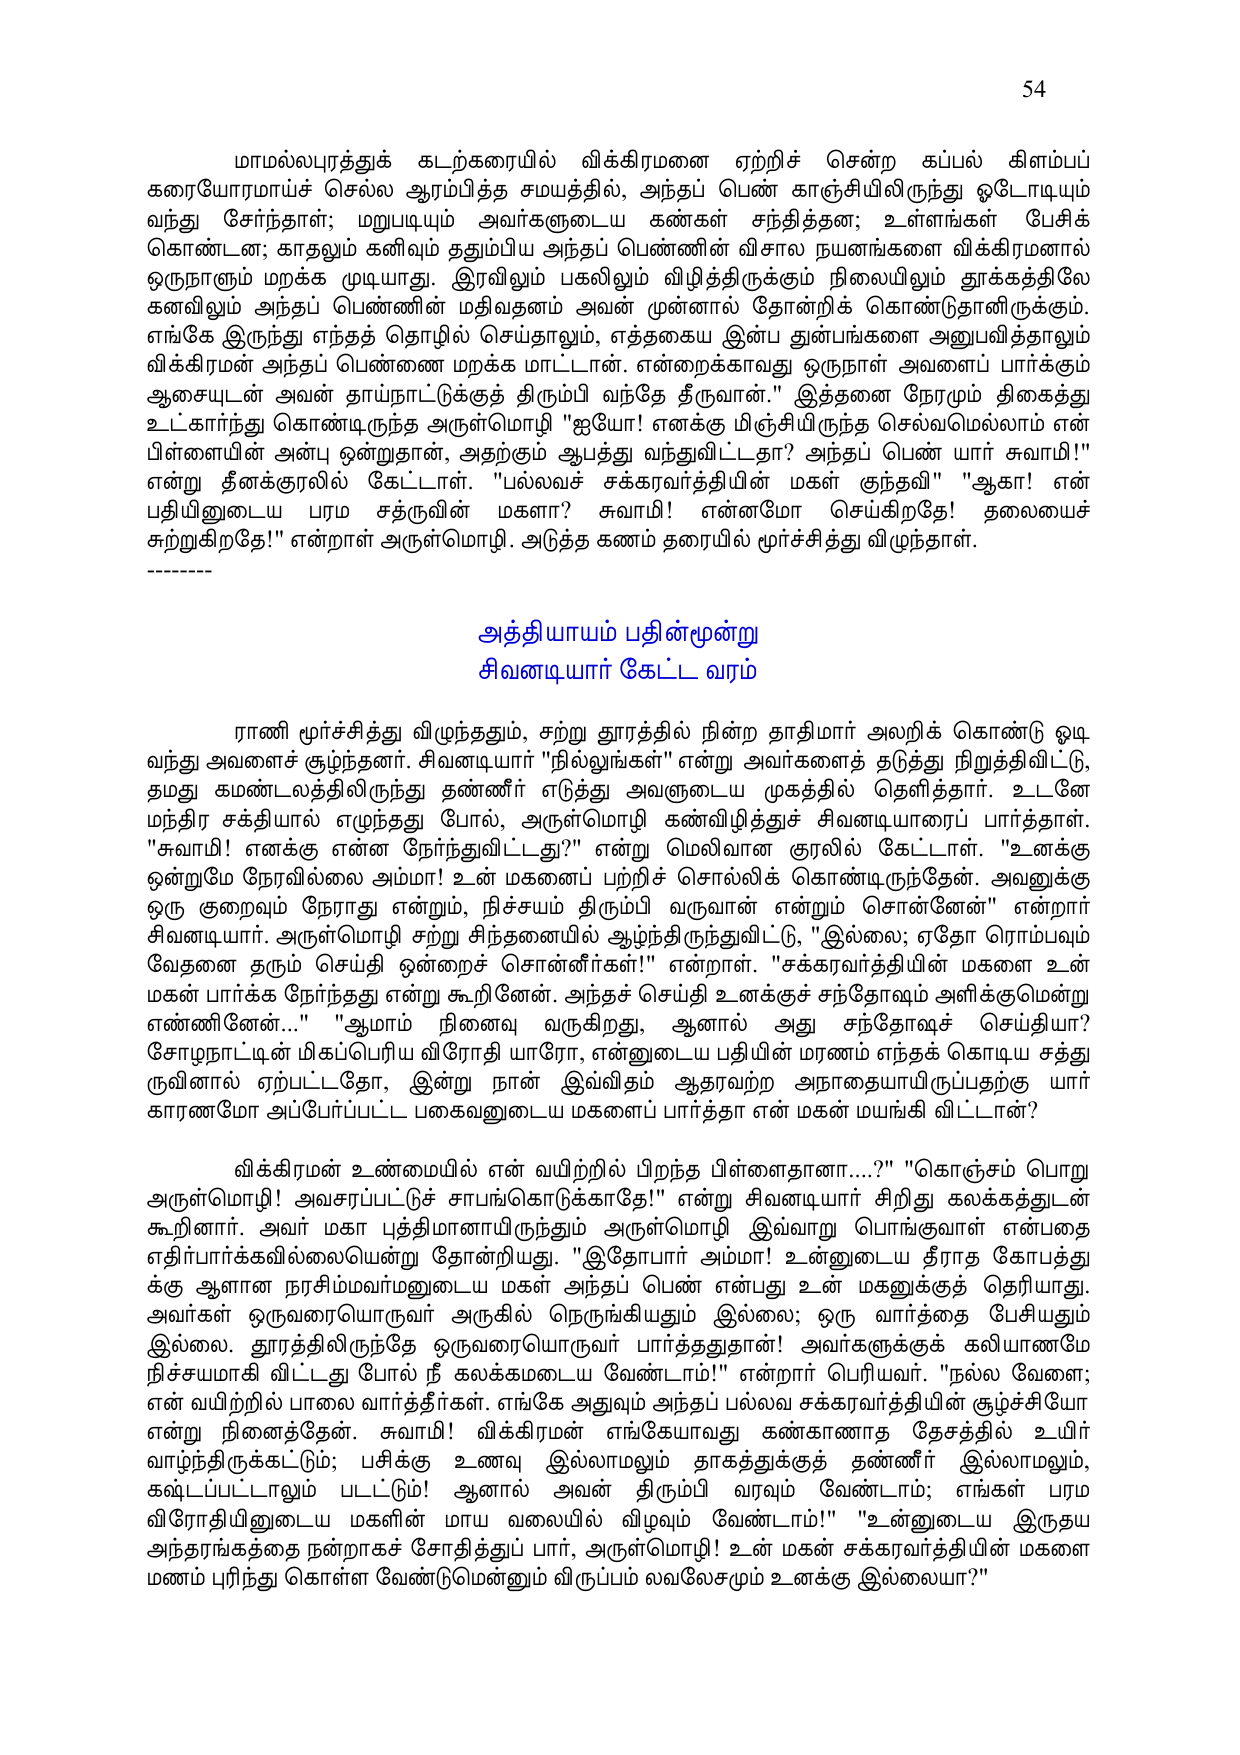 54
மாமல்லபுரத்துக் கடற்கரையில் விக்கிரமனை ஏற்றிச் சென்ற கப்பல் கிளம்பப்
கரையோரமாய்ச் செல்ல ஆரம்பித்த சமயத்தில், அந்தப் பெண் காஞ்சியிலிருந்து ஓடோடியும்
வந்து சேர்ந்தாள்; மறுபடியும் அவர்களுடைய கண்கள் சந்தித்தன; உள்ளங்கள் பேசிக்
கொண்டன; காதலும் கனிவும் ததும்பிய அந்தப் பெண்ணின் விசால நயனங்களை விக்கிரமனால்
ஒருநாளும் மறக்க முடியாது. இரவிலும் பகலிலும் விழித்திருக்கும் நிலையிலும் தூக்கத்திலே
கனவிலும் அந்தப் பெண்ணின் மதிவதனம் அவன் முன்னால் தோன்றிக் கொண்டுதானிருக்கும்.
எங்கே இருந்து எந்தத் தொழில் செய்தாலும், எத்தகைய இன்ப துன்பங்களை அனுபவித்தாலும்
விக்கிரமன் அந்தப் பெண்ணை மறக்க மாட்டான். என்றைக்காவது ஒருநாள் அவளைப் பார்க்கும்
ஆசையுடன் அவன் தாய்நாட்டுக்குத் திரும்பி வந்தே தீருவான்." இத்தனை நேரமும் திகைத்து
உட்கார்ந்து கொண்டிருந்த அருள்மொழி "ஐயோ! எனக்கு மிஞ்சியிருந்த செல்வமெல்லாம் என்
பிள்ளையின் அன்பு ஒன்றுதான், அதற்கும் ஆபத்து வந்துவிட்டதா? அந்தப் பெண் யார் சுவாமி!"
என்று தீனக்குரலில் கேட்டாள். "பல்லவச் சக்கரவர்த்தியின் மகள் குந்தவி" "ஆகா! என்
பதியினுடைய பரம சத்ருவின் மகளா? சுவாமி! என்னமோ செய்கிறதே! தலையைச்
சுற்றுகிறதே!" என்றாள் அருள்மொழி. அடுத்த கணம் தரையில் மூர்ச்சித்து விழுந்தாள்.
--------
அத்தியாயம் பதின்மூன்று
சிவனடியார் கேட்ட வரம்
ராணி மூர்ச்சித்து விழுந்ததும், சற்று தூரத்தில் நின்ற தாதிமார் அலறிக் கொண்டு ஓடி
வந்து அவளைச் சூழ்ந்தனர். சிவனடியார் "நில்லுங்கள்" என்று அவர்களைத் தடுத்து நிறுத்திவிட்டு,
தமது கமண்டலத்திலிருந்து தண்ணீர் எடுத்து அவளுடைய முகத்தில் தெளித்தார். உடனே
மந்திர சக்தியால் எழுந்தது போல், அருள்மொழி கண்விழித்துச் சிவனடியாரைப் பார்த்தாள்.
"சுவாமி! எனக்கு என்ன நேர்ந்துவிட்டது?" என்று மெலிவான குரலில் கேட்டாள். "உனக்கு
ஒன்றுமே நேரவில்லை அம்மா! உன் மகனைப் பற்றிச் சொல்லிக் கொண்டிருந்தேன். அவனுக்கு
ஒரு குறைவும் நேராது என்றும், நிச்சயம் திரும்பி வருவான் என்றும் சொன்னேன்" என்றார்
சிவனடியார். அருள்மொழி சற்று சிந்தனையில் ஆழ்ந்திருந்துவிட்டு, "இல்லை; ஏதோ ரொம்பவும்
வேதனை தரும் செய்தி ஒன்றைச் சொன்னீர்கள்!" என்றாள். "சக்கரவர்த்தியின் மகளை உன்
மகன் பார்க்க நேர்ந்தது என்று கூறினேன். அந்தச் செய்தி உனக்குச் சந்தோஷம் அளிக்குமென்று
எண்ணினேன்..." "ஆமாம் நினைவு வருகிறது, ஆனால் அது சந்தோஷச் செய்தியா?
சோழநாட்டின் மிகப்பெரிய விரோதி யாரோ, என்னுடைய பதியின் மரணம் எந்தக் கொடிய சத்து
ருவினால் ஏற்பட்டதோ, இன்று நான் இவ்விதம் ஆதரவற்ற அநாதையாயிருப்பதற்கு யார்
காரணமோ அப்பேர்ப்பட்ட பகைவனுடைய மகளைப் பார்த்தா என் மகன் மயங்கி விட்டான்?
விக்கிரமன் உண்மையில் என் வயிற்றில் பிறந்த பிள்ளைதானா....?" "கொஞ்சம் பொறு
அருள்மொழி! அவசரப்பட்டுச் சாபங்கொடுக்காதே!" என்று சிவனடியார் சிறிது கலக்கத்துடன்
கூறினார். அவர் மகா புத்திமானாயிருந்தும் அருள்மொழி இவ்வாறு பொங்குவாள் என்பதை
எதிர்பார்க்கவில்லையென்று தோன்றியது. "இதோபார் அம்மா! உன்னுடைய தீராத கோபத்து
க்கு ஆளான நரசிம்மவர்மனுடைய மகள் அந்தப் பெண் என்பது உன் மகனுக்குத் தெரியாது.
அவர்கள் ஒருவரையொருவர் அருகில் நெருங்கியதும் இல்லை; ஒரு வார்த்தை பேசியதும்
இல்லை. தூரத்திலிருந்தே ஒருவரையொருவர் பார்த்ததுதான்! அவர்களுக்குக் கலியாணமே
நிச்சயமாகி விட்டது போல் நீ கலக்கமடைய வேண்டாம்!" என்றார் பெரியவர். "நல்ல வேளை;
என் வயிற்றில் பாலை வார்த்தீர்கள். எங்கே அதுவும் அந்தப் பல்லவ சக்கரவர்த்தியின் சூழ்ச்சியோ
என்று நினைத்தேன். சுவாமி! விக்கிரமன் எங்கேயாவது கண்காணாத தேசத்தில் உயிர்
வாழ்ந்திருக்கட்டும்; பசிக்கு உணவு இல்லாமலும் தாகத்துக்குத் தண்ணீர் இல்லாமலும்,
கஷ்டப்பட்டாலும் படட்டும்! ஆனால் அவன் திரும்பி வரவும் வேண்டாம்; எங்கள் பரம
விரோதியினுடைய மகளின் மாய வலையில் விழவும் வேண்டாம்!" "உன்னுடைய இருதய
அந்தரங்கத்தை நன்றாகச் சோதித்துப் பார், அருள்மொழி! உன் மகன் சக்கரவர்த்தியின் மகளை
மணம் புரிந்து கொள்ள வேண்டுமென்னும் விருப்பம் லவலேசமும் உனக்கு இல்லையா?"